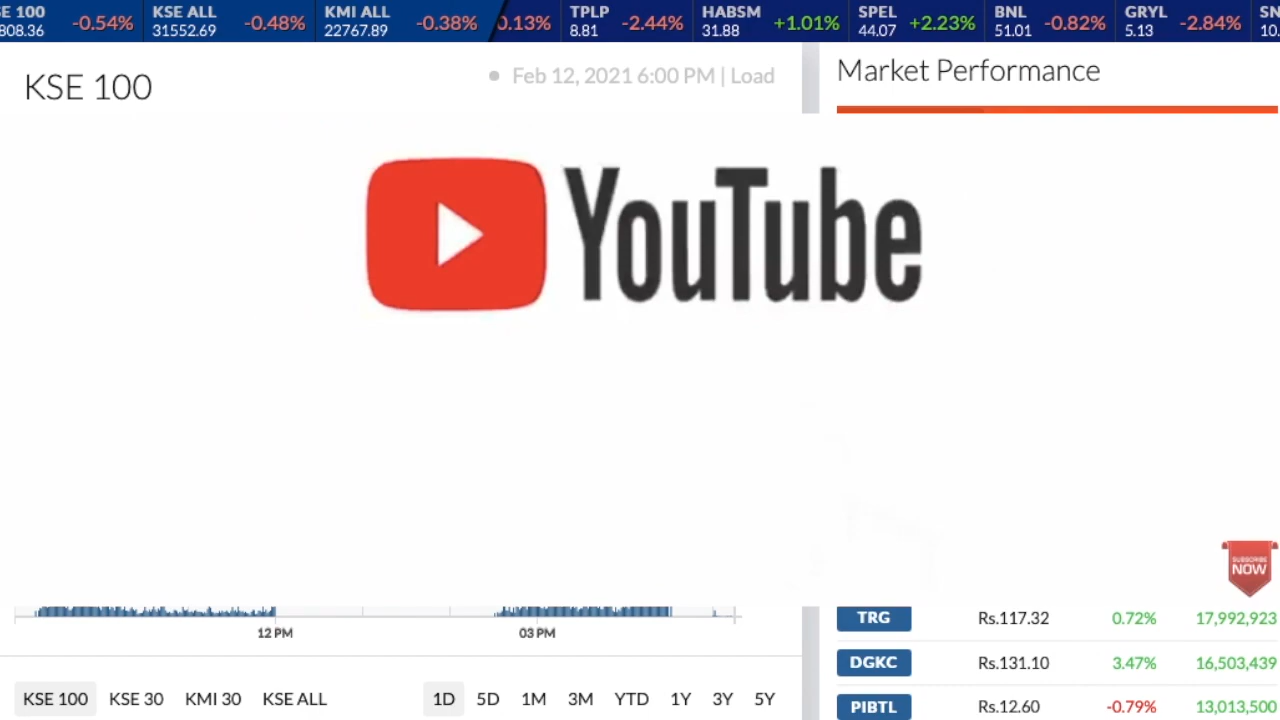 E 100 KSE ALL KMI ALL TPLP HABSM SPEL BNL GRYL SN
808.36 -0.54% 31552.69 -0.48% 22767.89 -0.38% 0.13% 8.81 -2.44% 31.88 +1.01% 44.07 +2.23% 51.01 -0.82% 5.13 -2.84% 10.
KSE 100
Feb 12, 2021 6:00 PM | Load
Market Performance
YouTube
SUBSCRIBE
NOW
12 PM 03 PM
TRG Rs.117.32 0.72% 17,992,923
DGKC Rs.131.10 3.47% 16,503,439
PIBTL Rs.12.60 -0.79% 13,013,500
KSE 100 KSE 30 KMI 30 KSE ALL 1D 5D 1M 3M YTD 1Y 3Y 5Y